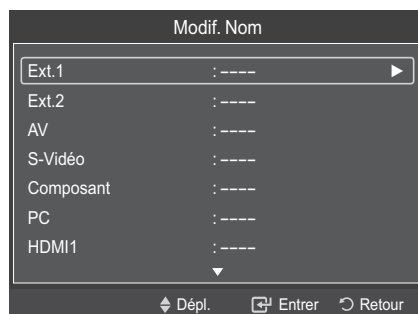 Modif. Nom
Ext.1 : ----
Ext.2 : ----
AV : ----
S-Vidéo : ----
Composant : ----
PC : ----
HDMI1 : ----
Dépl. Entrer Retour